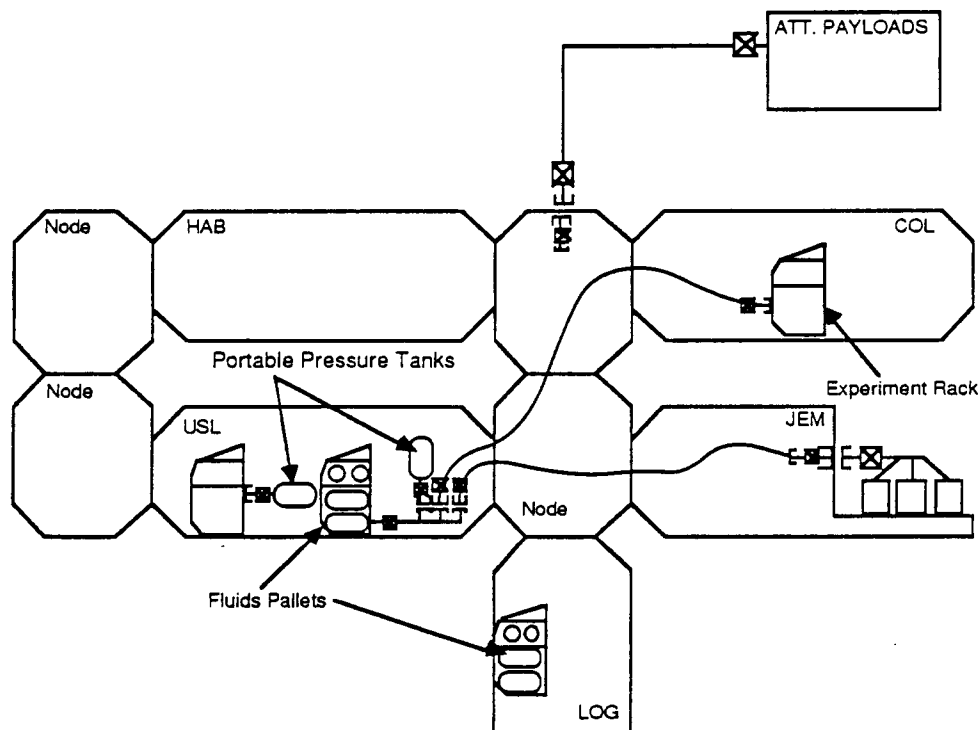 ATT. PAYLOADS
Node
HAB
COL
Portable Pressure Tanks
Experiment Rack
Node
USL
JEM
Node
Fluids Pallets
LOG